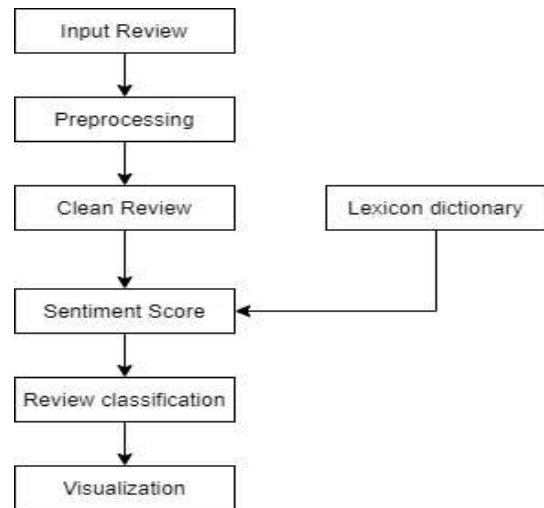 Input Review
Preprocessing
Clean Review
Lexicon dictionary
Sentiment Score
Review classification
Visualization